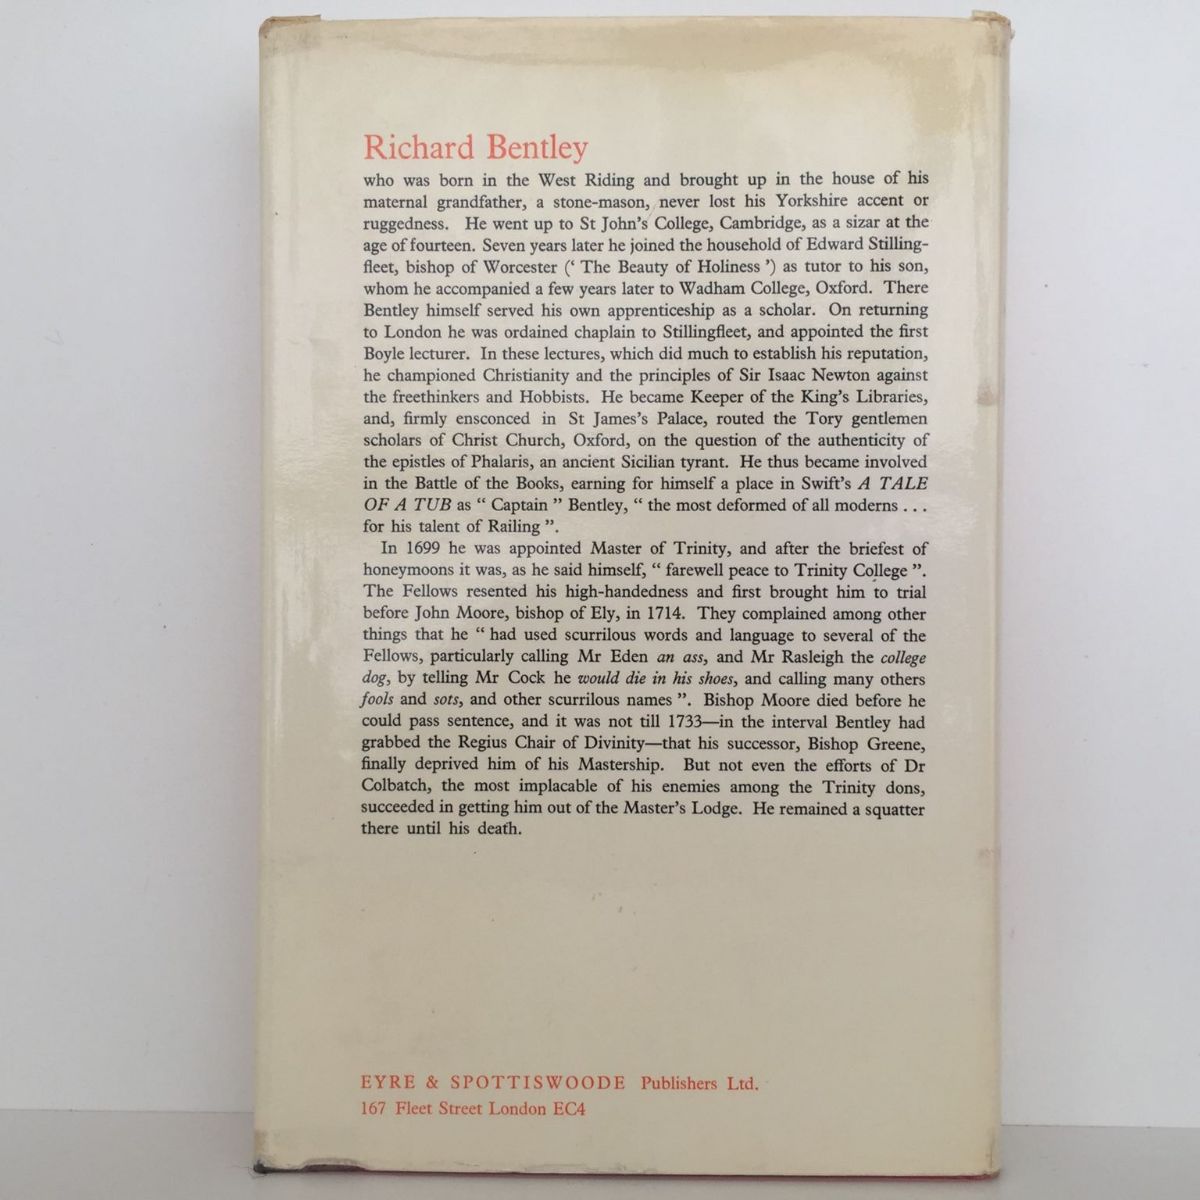 Richard Bentley
who was born in the West Riding and brought up in the house of his
maternal grandfather, a stone-mason, never lost his Yorkshire accent or
ruggedness. He went up to St John's College, Cambridge, as a sizar at the
age of fourteen. Seven years later he joined the household of Edward Stilling-
fleet, bishop of Worcester (‘ The Beauty of Holiness ’) as tutor to his son,
whom he accompanied a few years later to Wadham College, Oxford. There
Bentley himself served his own apprenticeship as a scholar. On returning
to London he was ordained chaplain to Stillingfleet, and appointed the first
Boyle lecturer. In these lectures, which did much to establish his reputation,
he championed Christianity and the principles of Sir Isaac Newton against
the freethinkers and Hobbists. He became Keeper of the King's Libraries,
and, firmly ensconced in St James's Palace, routed the Tory gentlemen
scholars of Christ Church, Oxford, on the question of the authenticity of
the epistles of Phalaris, an ancient Sicilian tyrant. He thus became involved
in the Battle of the Books, earning for himself a place in Swift's A TALE
OF A TUB as “ Captain ” Bentley, “ the most deformed of all moderns . . .
for his talent of Railing ”.
In 1699 he was appointed Master of Trinity, and after the briefest of
honeymoons it was, as he said himself, “ farewell peace to Trinity College ”.
The Fellows resented his high-handedness and first brought him to trial
before John Moore, bishop of Ely, in 1714. They complained among other
things that he “ had used scurrilous words and language to several of the
Fellows, particularly calling Mr Eden an ass, and Mr Rasleigh the college
dog, by telling Mr Cock he would die in his shoes, and calling many others
fools and sots, and other scurrilous names ”. Bishop Moore died before he
could pass sentence, and it was not till 1733—in the interval Bentley had
grabbed the Regius Chair of Divinity—that his successor, Bishop Greene,
finally deprived him of his Mastership. But not even the efforts of Dr
Colbatch, the most implacable of his enemies among the Trinity dons,
succeeded in getting him out of the Master's Lodge. He remained a squatter
there until his death.
EYRE & SPOTTISWOODE Publishers Ltd.
167 Fleet Street London EC4